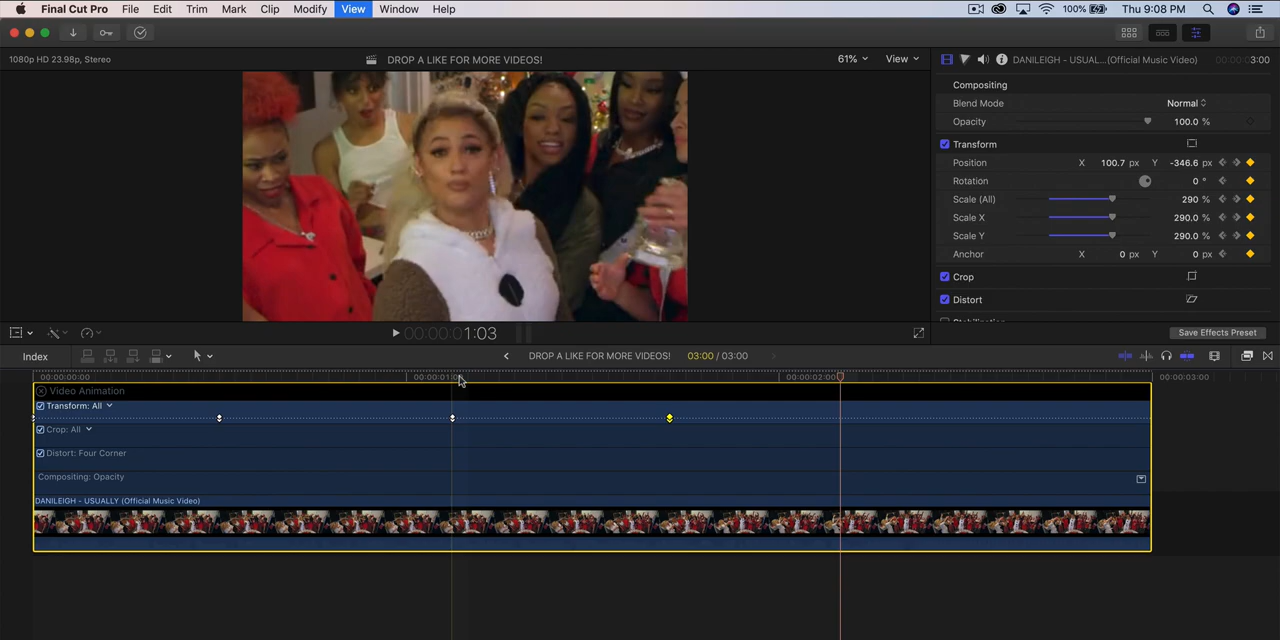 Final Cut Pro File Edit Trim Mark Clip Modify View Window Help 100% Thu 9:08 PM
1080p HD 23.98p, Stereo DROP A LIKE FOR MORE VIDEOS! 61% View DANILEIGH - USUAL...(Official Music Video) 00:00:03:00
Compositing
Blend Mode Normal
Opacity 100.0 %
Transform
Position X 100.7 px Y -346.6 px
Rotation 0 °
Scale (All) 290 %
Scale X 290.0 %
Scale Y 290.0 %
Anchor X 0 px Y 0 px
Crop
Distort
00:00:01:03 Save Effects Preset
Index DROP A LIKE FOR MORE VIDEOS! 03:00 / 03:00
00:00:00:00 00:00:02:00 00:00:03:00
Video Animation
Transform: All
Crop: All
Distort: Four Corner
Compositing: Opacity
DANILEIGH - USUALLY (Official Music Video)